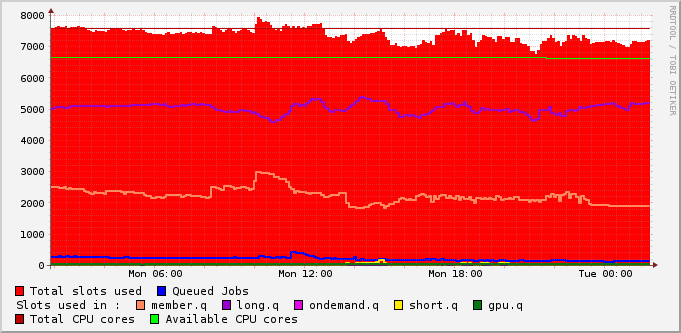 8000
7000
6000
5000
4000
3000
2000
1000
0
Mon 06:00 Mon 12:00 Mon 18:00 Tue 00:00
Total slots used Queued Jobs
Slots used in : member.q long.q ondemand.q short.q gpu.q
Total CPU cores Available CPU cores
RRDTOOL / TOBI OETIKER